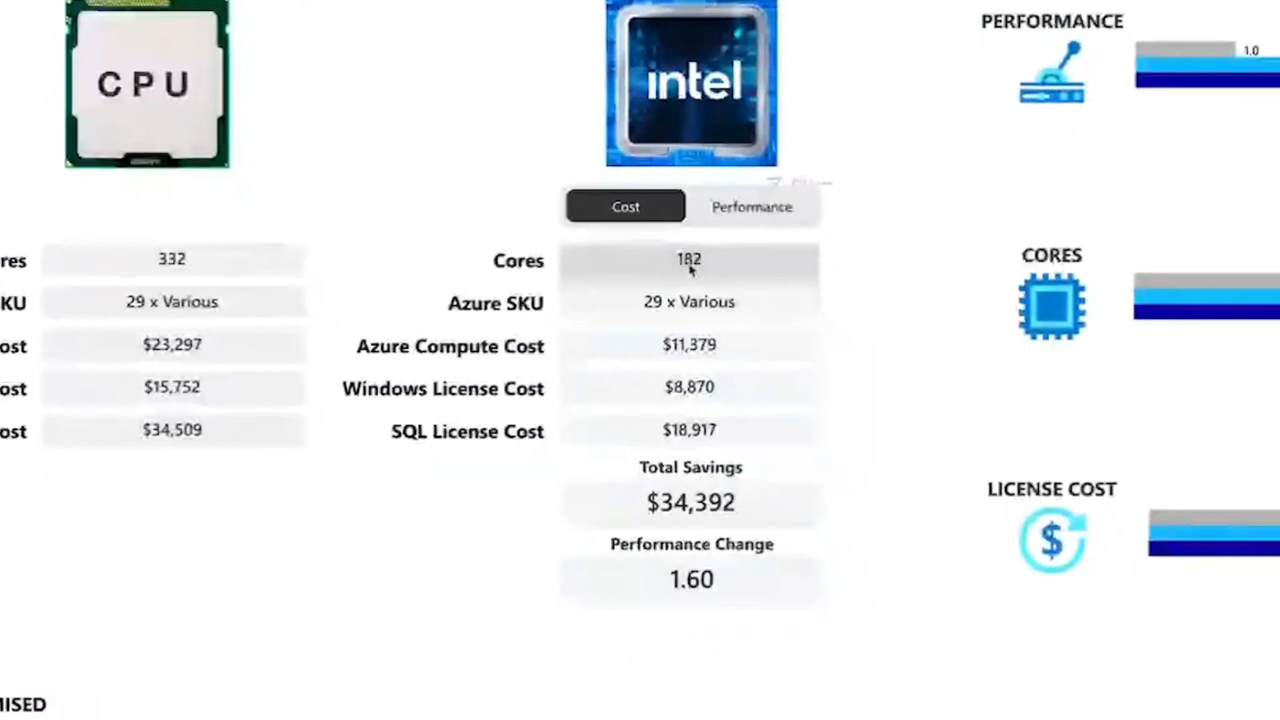 CPU
intel
PERFORMANCE
1.0
Cost Performance
res 332 Cores 182
CORES
KU 29 x Various Azure SKU 29 x Various
ost $23,297 Azure Compute Cost $11,379
ost $15,752 Windows License Cost $8,870
ost $34,509 SQL License Cost $18,917
Total Savings
LICENSE COST
$34,392
$
Performance Change
1.60
MISED